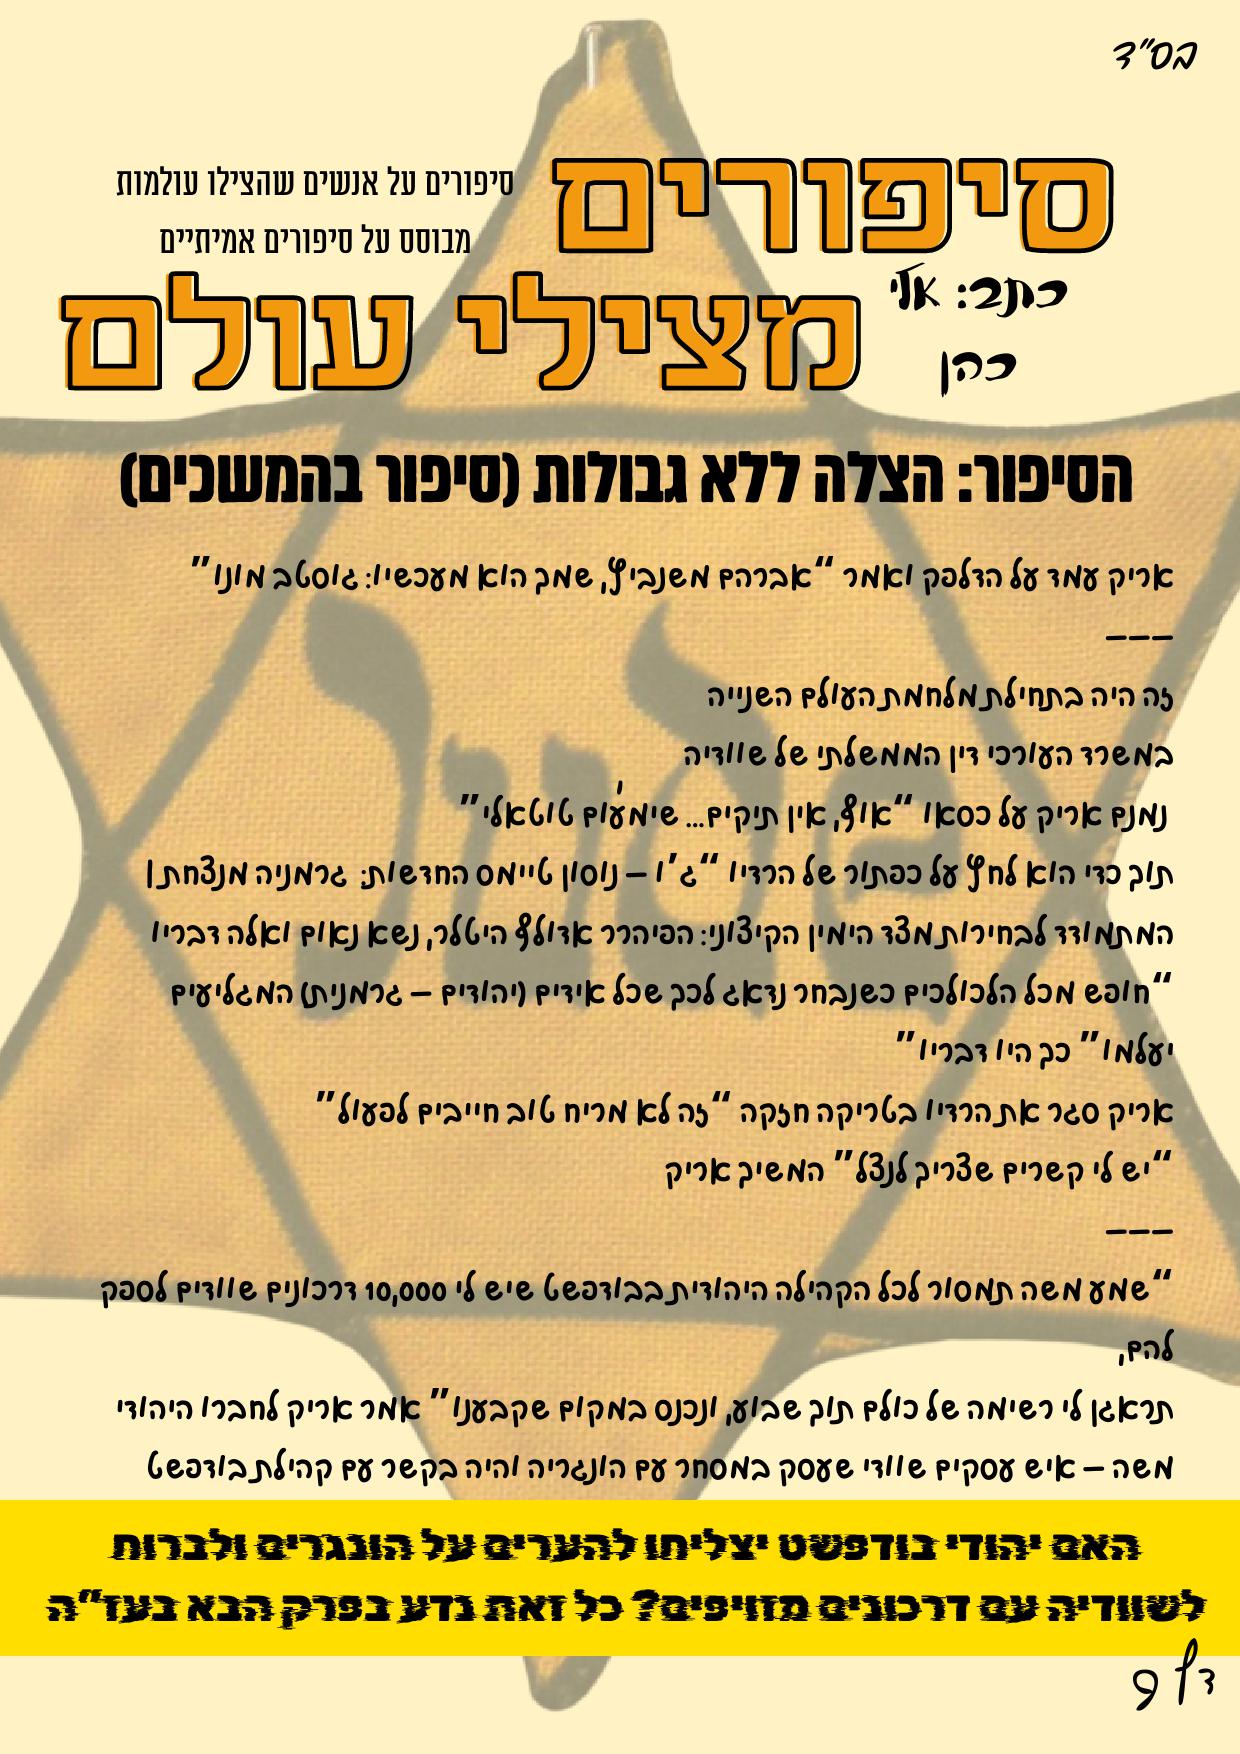 בס"ד
סיפורים
סיפורים על אנשים שהצילו עולמות
מבוסס על סיפורים אמיתיים
כתב: אלי
כהן
מצילי עולם
הסיפור: הצלה ללא גבולות (סיפור בהמשכים)
אריק עמד על הדלפק ואמר "אברהם משנביץ, שמך הוא מעכשיו: גוסטב מונו"
---
זה היה בתחילת מלחמת העולם השנייה
במשרד העורכי דין הממשלתי של שוודיה
נמנם אריק על כסאו "אוף, אין תיקים... שימעום טוטאלי"
תוך כדי הוא לחץ על כפתור של הרדיו "ג'ו – נוסון טיימס החדשות: גרמניה מנצחת |
המתמודד לבחירות מצד הימין הקיצוני: הפיהרר אדולף היטלר, נשא נאום ואלה דבריו
"חופש מכל הלכלוכים כשנבחר נדאג לכך שכל אידים (יהודים – גרמנית) המגליעים
יעלמו" כך היו דבריו"
אריק סגר את הרדיו בטריקה חזקה "זה לא מריח טוב חייבים לפעול"
"יש לי קשרים שצריך לנצל" המשיך אריק
---
"שמע משה תמסור לכל הקהילה היהודית בבודפשט שיש לי 10,000 דרכונים שוודים לספק
להם,
תראגן לי רשימה של כולם תוך שבוע, ונכנס במקום שקבענו" אמר אריק לחברו היהודי
משה – איש עסקים שוודי שעסק במסחר עם הונגריה והיה בקשר עם קהילת בודפשט
האם יהודי בודפשט יצליחו להערים על הונגרים ולברוח
לשוודיה עם דרכונים מזויפים? כל זאת נדע בפרק הבא בעז"ה
פואל
דף 9